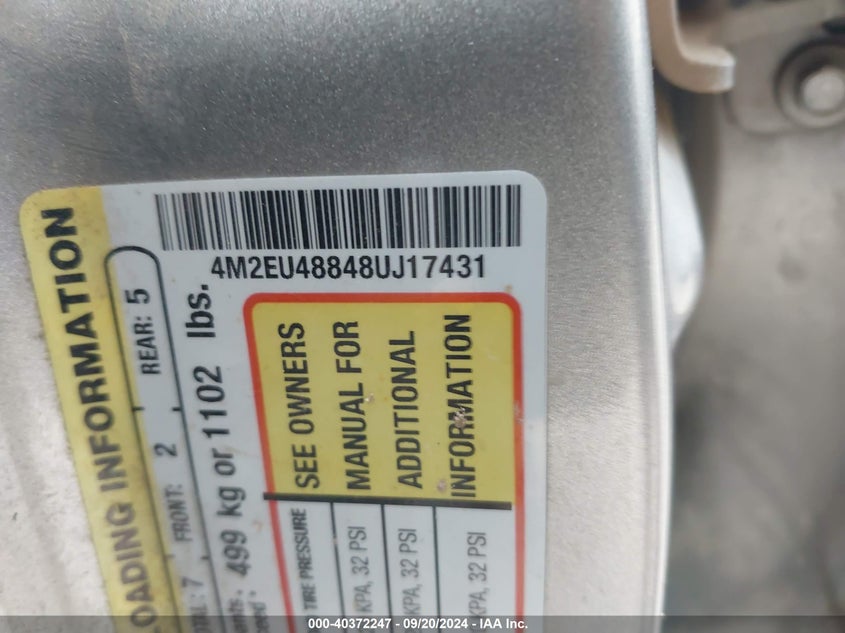 4M2EU48848UJ17431
LOADING INFORMATION
: 7 FRONT: 2 REAR: 5
499 kg or 1102 lbs.
SEE OWNERS
MANUAL FOR
ADDITIONAL
INFORMATION
TIRE PRESSURE
KPA, 32 PSI
KPA, 32 PSI
KPA, 32 PSI
000-40372247 - 09/20/2024 - IAA Inc.